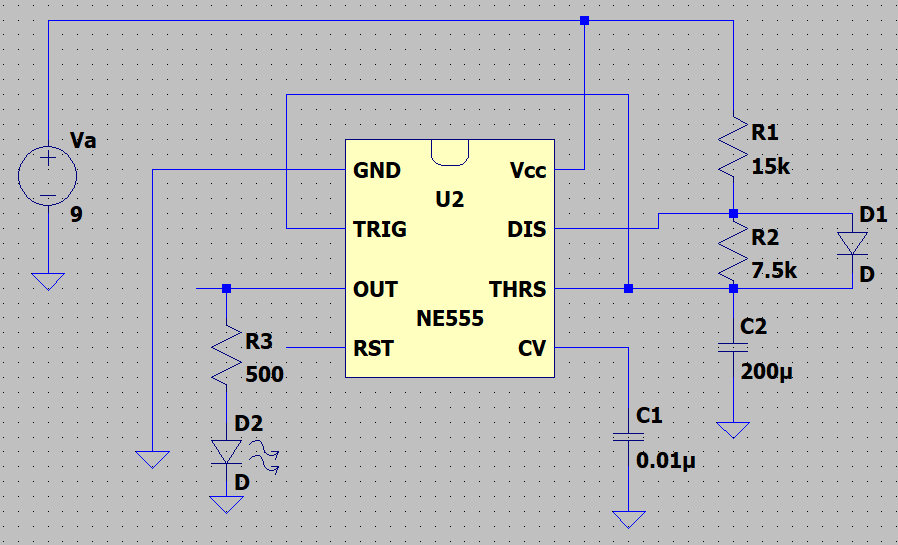 Va
9
GND
Vcc
U2
TRIG
DIS
OUT
THRS
NE555
RST
CV
R1
15k
R2
7.5k
D1
D
R3
500
D2
D
C2
200µ
C1
0.01µ